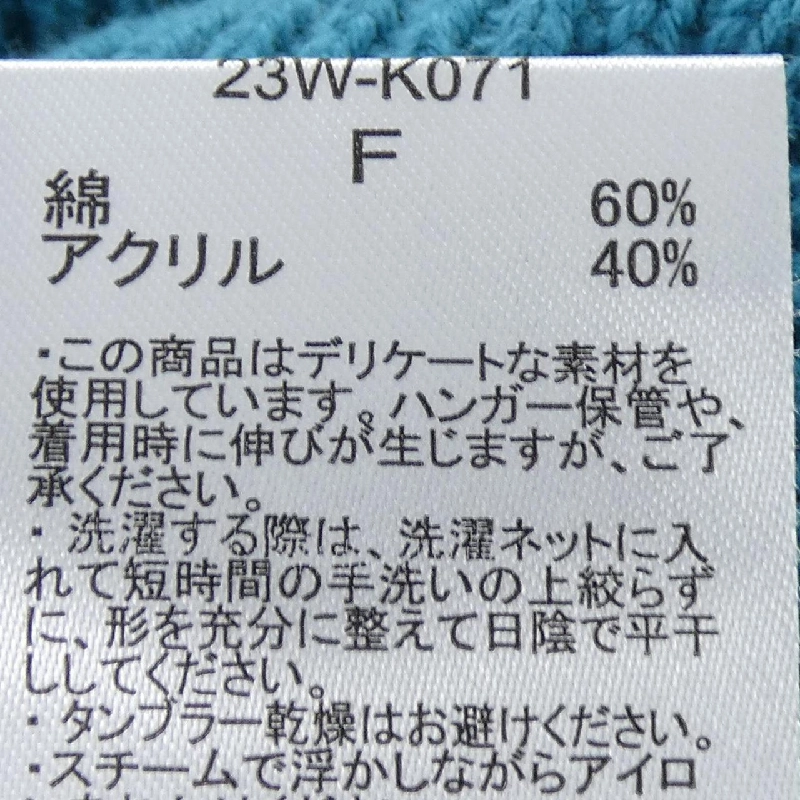 23W-K071
F
綿 60%
アクリル 40%
・この商品はデリケートな素材を
使用しています。ハンガー保管や、
着用時に伸びが生じますが、ご了
承ください。
・洗濯する際は、洗濯ネットに入
れて短時間の手洗いの上絞らず
に、形を充分に整えて日陰で平干
ししてください。
・タンブラー乾燥はお避けください。
・スチームで浮かしながらアイロ